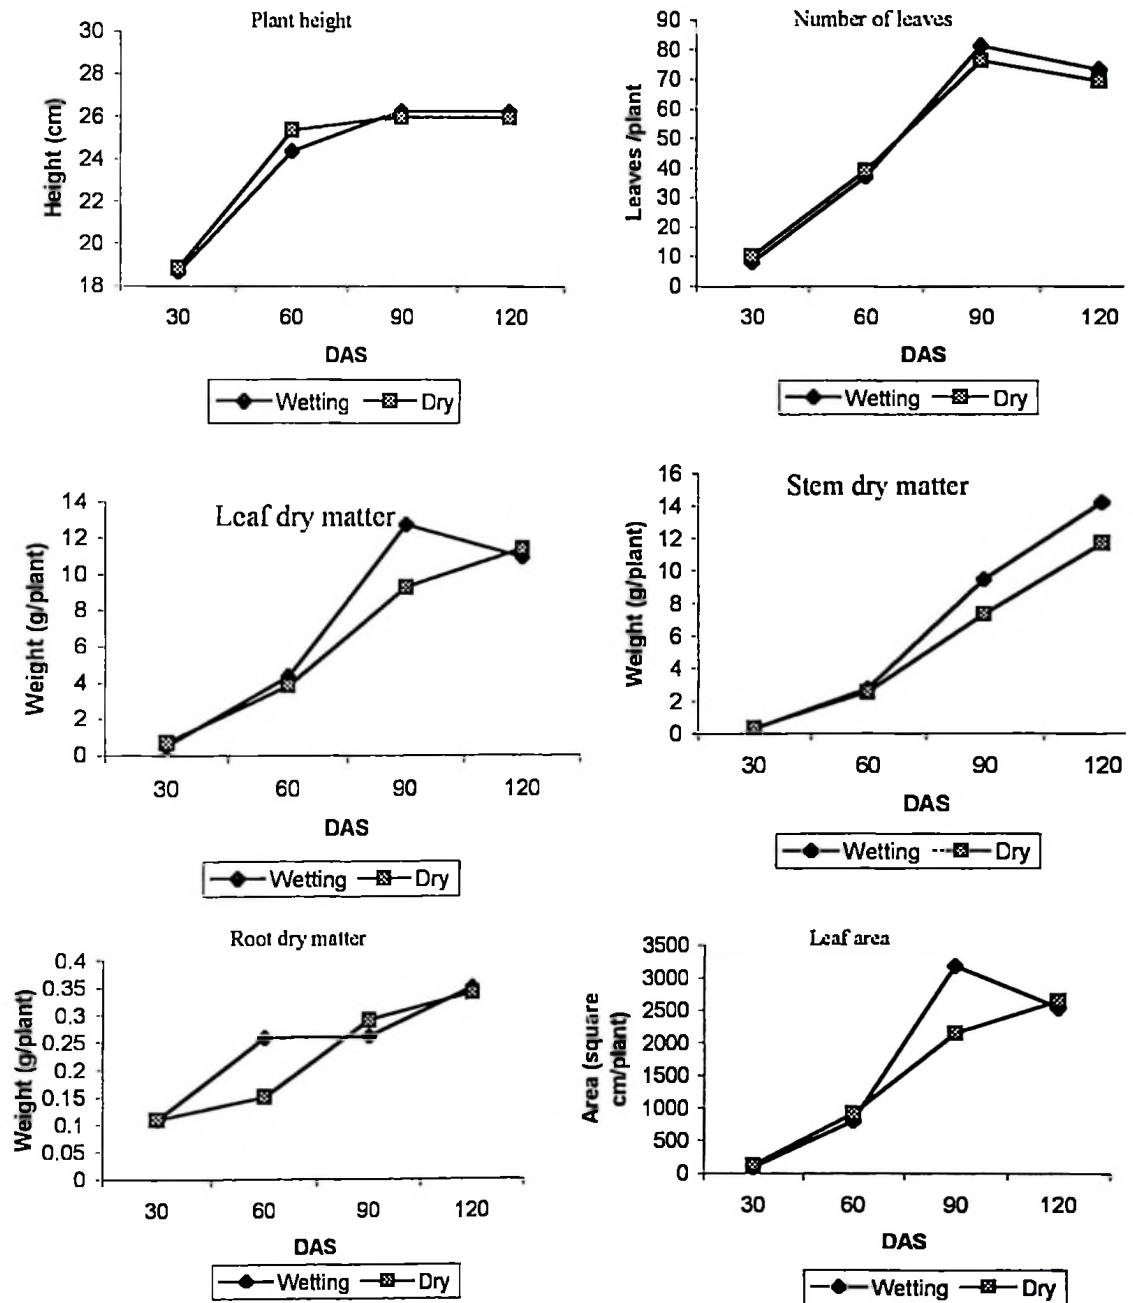 Plant height
Height (cm)
30
28
26
24
22
20
18
30 60 90 120
DAS
Wetting Dry
Number of leaves
Leaves /plant
90
80
70
60
50
40
30
20
10
0
30 60 90 120
DAS
Wetting Dry
Leaf dry matter
Weight (g/plant)
14
12
10
8
6
4
2
0
30 60 90 120
DAS
Wetting Dry
Stem dry matter
Weight (g/plant)
16
14
12
10
8
6
4
2
0
30 60 90 120
DAS
Wetting Dry
Root dry matter
Weight (g/plant)
0.4
0.35
0.3
0.25
0.2
0.15
0.1
0.05
0
30 60 90 120
DAS
Wetting Dry
Leaf area
Area (square
cm/plant)
3500
3000
2500
2000
1500
1000
500
0
30 60 90 120
DAS
Wetting Dry